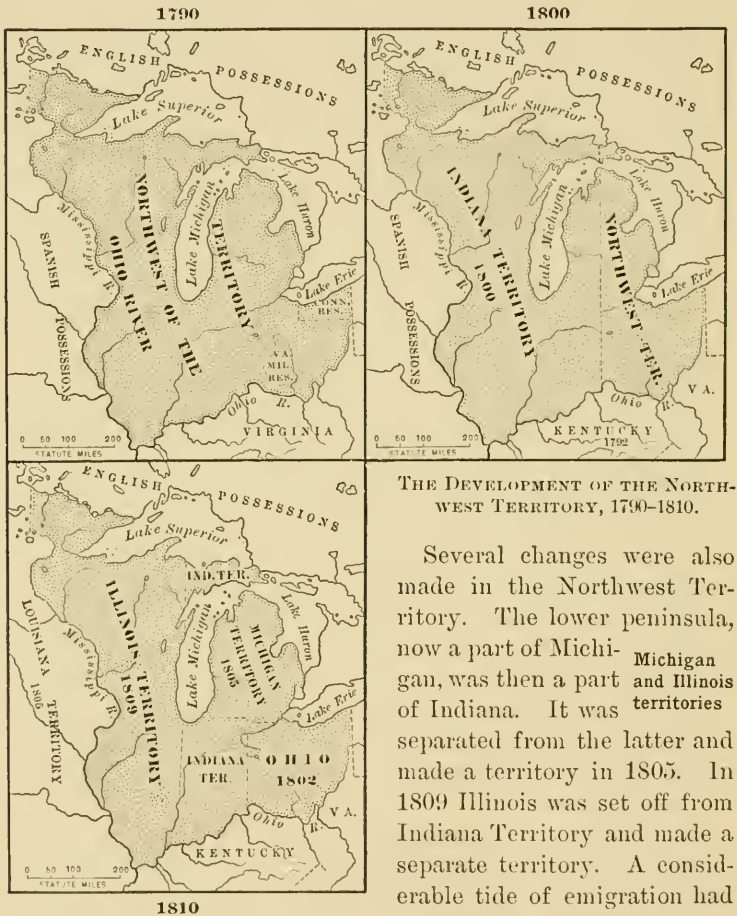 1790
ENGLISH POSSESSIONS
Lake Superior
NORTHWEST OF THE
OHIO RIVER
TERRITORY
Lake Michigan
Lake Huron
Mississippi R.
SPANISH
POSSESSIONS
Lake Erie
CONN.
RES.
VA.
MIL.
RES.
Ohio R.
VIRGINIA
0 50 100 200
STATUTE MILES
1800
ENGLISH POSSESSIONS
Lake Superior
INDIANA TERRITORY
1800
Lake Michigan
Lake Huron
NORTHWEST TER.
Mississippi R.
SPANISH
POSSESSIONS
Lake Erie
Ohio R.
VA.
KENTUCKY
1792
0 50 100 200
STATUTE MILES
ENGLISH POSSESSIONS
Lake Superior
IND. TER.
ILLINOIS TERRITORY
1809
Lake Michigan
MICHIGAN
TERRITORY
1805
Lake Huron
Mississippi R.
LOUISIANA
TERRITORY
1805
Lake Erie
INDIANA
TER.
OHIO
1802
Ohio R.
VA.
KENTUCKY
0 50 100 200
STATUTE MILES
1810
THE DEVELOPMENT OF THE NORTH-
WEST TERRITORY, 1790–1810.
Several changes were also
made in the Northwest Ter-
ritory. The lower peninsula,
now a part of Michi-
gan, was then a part
of Indiana. It was
Michigan
and Illinois
territories
separated from the latter and
made a territory in 1805. In
1809 Illinois was set off from
Indiana Territory and made a
separate territory. A consid-
erable tide of emigration had